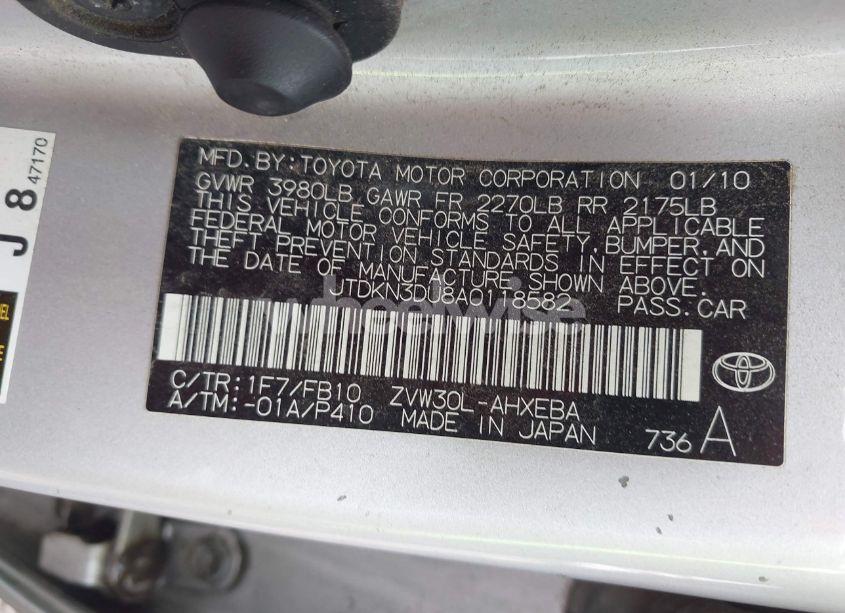 MFD. BY: TOYOTA MOTOR CORPORATION 01/10
GVWR 3980LB GAWR FR 2270LB RR 2175LB
THIS VEHICLE CONFORMS TO ALL APPLICABLE
FEDERAL MOTOR VEHICLE SAFETY, BUMPER, AND
THEFT PREVENTION STANDARDS IN EFFECT ON
THE DATE OF MANUFACTURE SHOWN ABOVE.
JTDKN3DU8A0118582 PASS. CAR
C/TR: 1F7/FB10 ZVW30L-AHXEBA
A/TM: -01A/P410 MADE IN JAPAN 736 A
J 8 47170
wheelwise